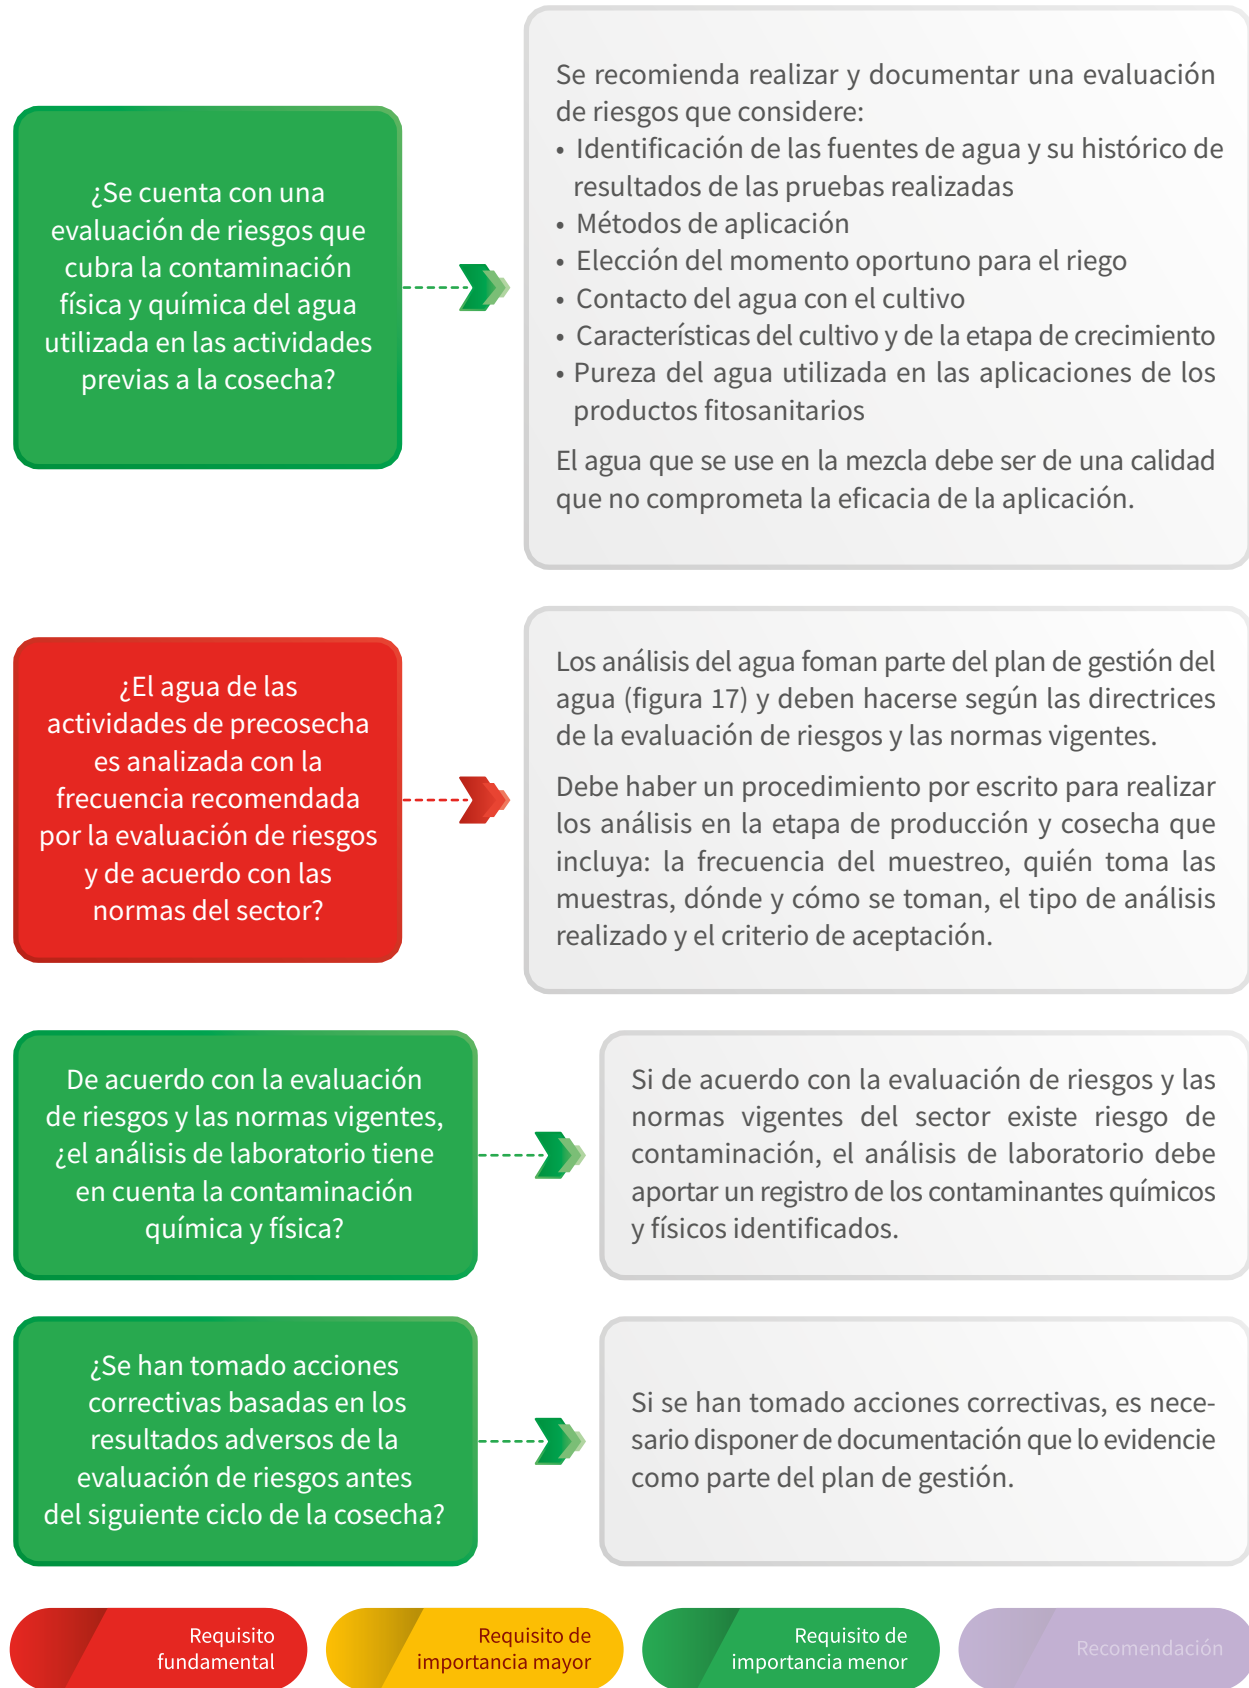 ¿Se cuenta con una
evaluación de riesgos que
cubra la contaminación
física y química del agua
utilizada en las actividades
previas a la cosecha?
Se recomienda realizar y documentar una evaluación
de riesgos que considere:
• Identificación de las fuentes de agua y su histórico de
resultados de las pruebas realizadas
• Métodos de aplicación
• Elección del momento oportuno para el riego
• Contacto del agua con el cultivo
• Características del cultivo y de la etapa de crecimiento
• Pureza del agua utilizada en las aplicaciones de los
productos fitosanitarios
El agua que se use en la mezcla debe ser de una calidad
que no comprometa la eficacia de la aplicación.
¿El agua de las
actividades de precosecha
es analizada con la
frecuencia recomendada
por la evaluación de riesgos
y de acuerdo con las
normas del sector?
Los análisis del agua foman parte del plan de gestión del
agua (figura 17) y deben hacerse según las directrices
de la evaluación de riesgos y las normas vigentes.
Debe haber un procedimiento por escrito para realizar
los análisis en la etapa de producción y cosecha que
incluya: la frecuencia del muestreo, quién toma las
muestras, dónde y cómo se toman, el tipo de análisis
realizado y el criterio de aceptación.
De acuerdo con la evaluación
de riesgos y las normas vigentes,
¿el análisis de laboratorio tiene
en cuenta la contaminación
química y física?
Si de acuerdo con la evaluación de riesgos y las
normas vigentes del sector existe riesgo de
contaminación, el análisis de laboratorio debe
aportar un registro de los contaminantes químicos
y físicos identificados.
¿Se han tomado acciones
correctivas basadas en los
resultados adversos de la
evaluación de riesgos antes
del siguiente ciclo de la cosecha?
Si se han tomado acciones correctivas, es nece-
sario disponer de documentación que lo evidencie
como parte del plan de gestión.
Requisito
fundamental
Requisito de
importancia mayor
Requisito de
importancia menor
Recomendación